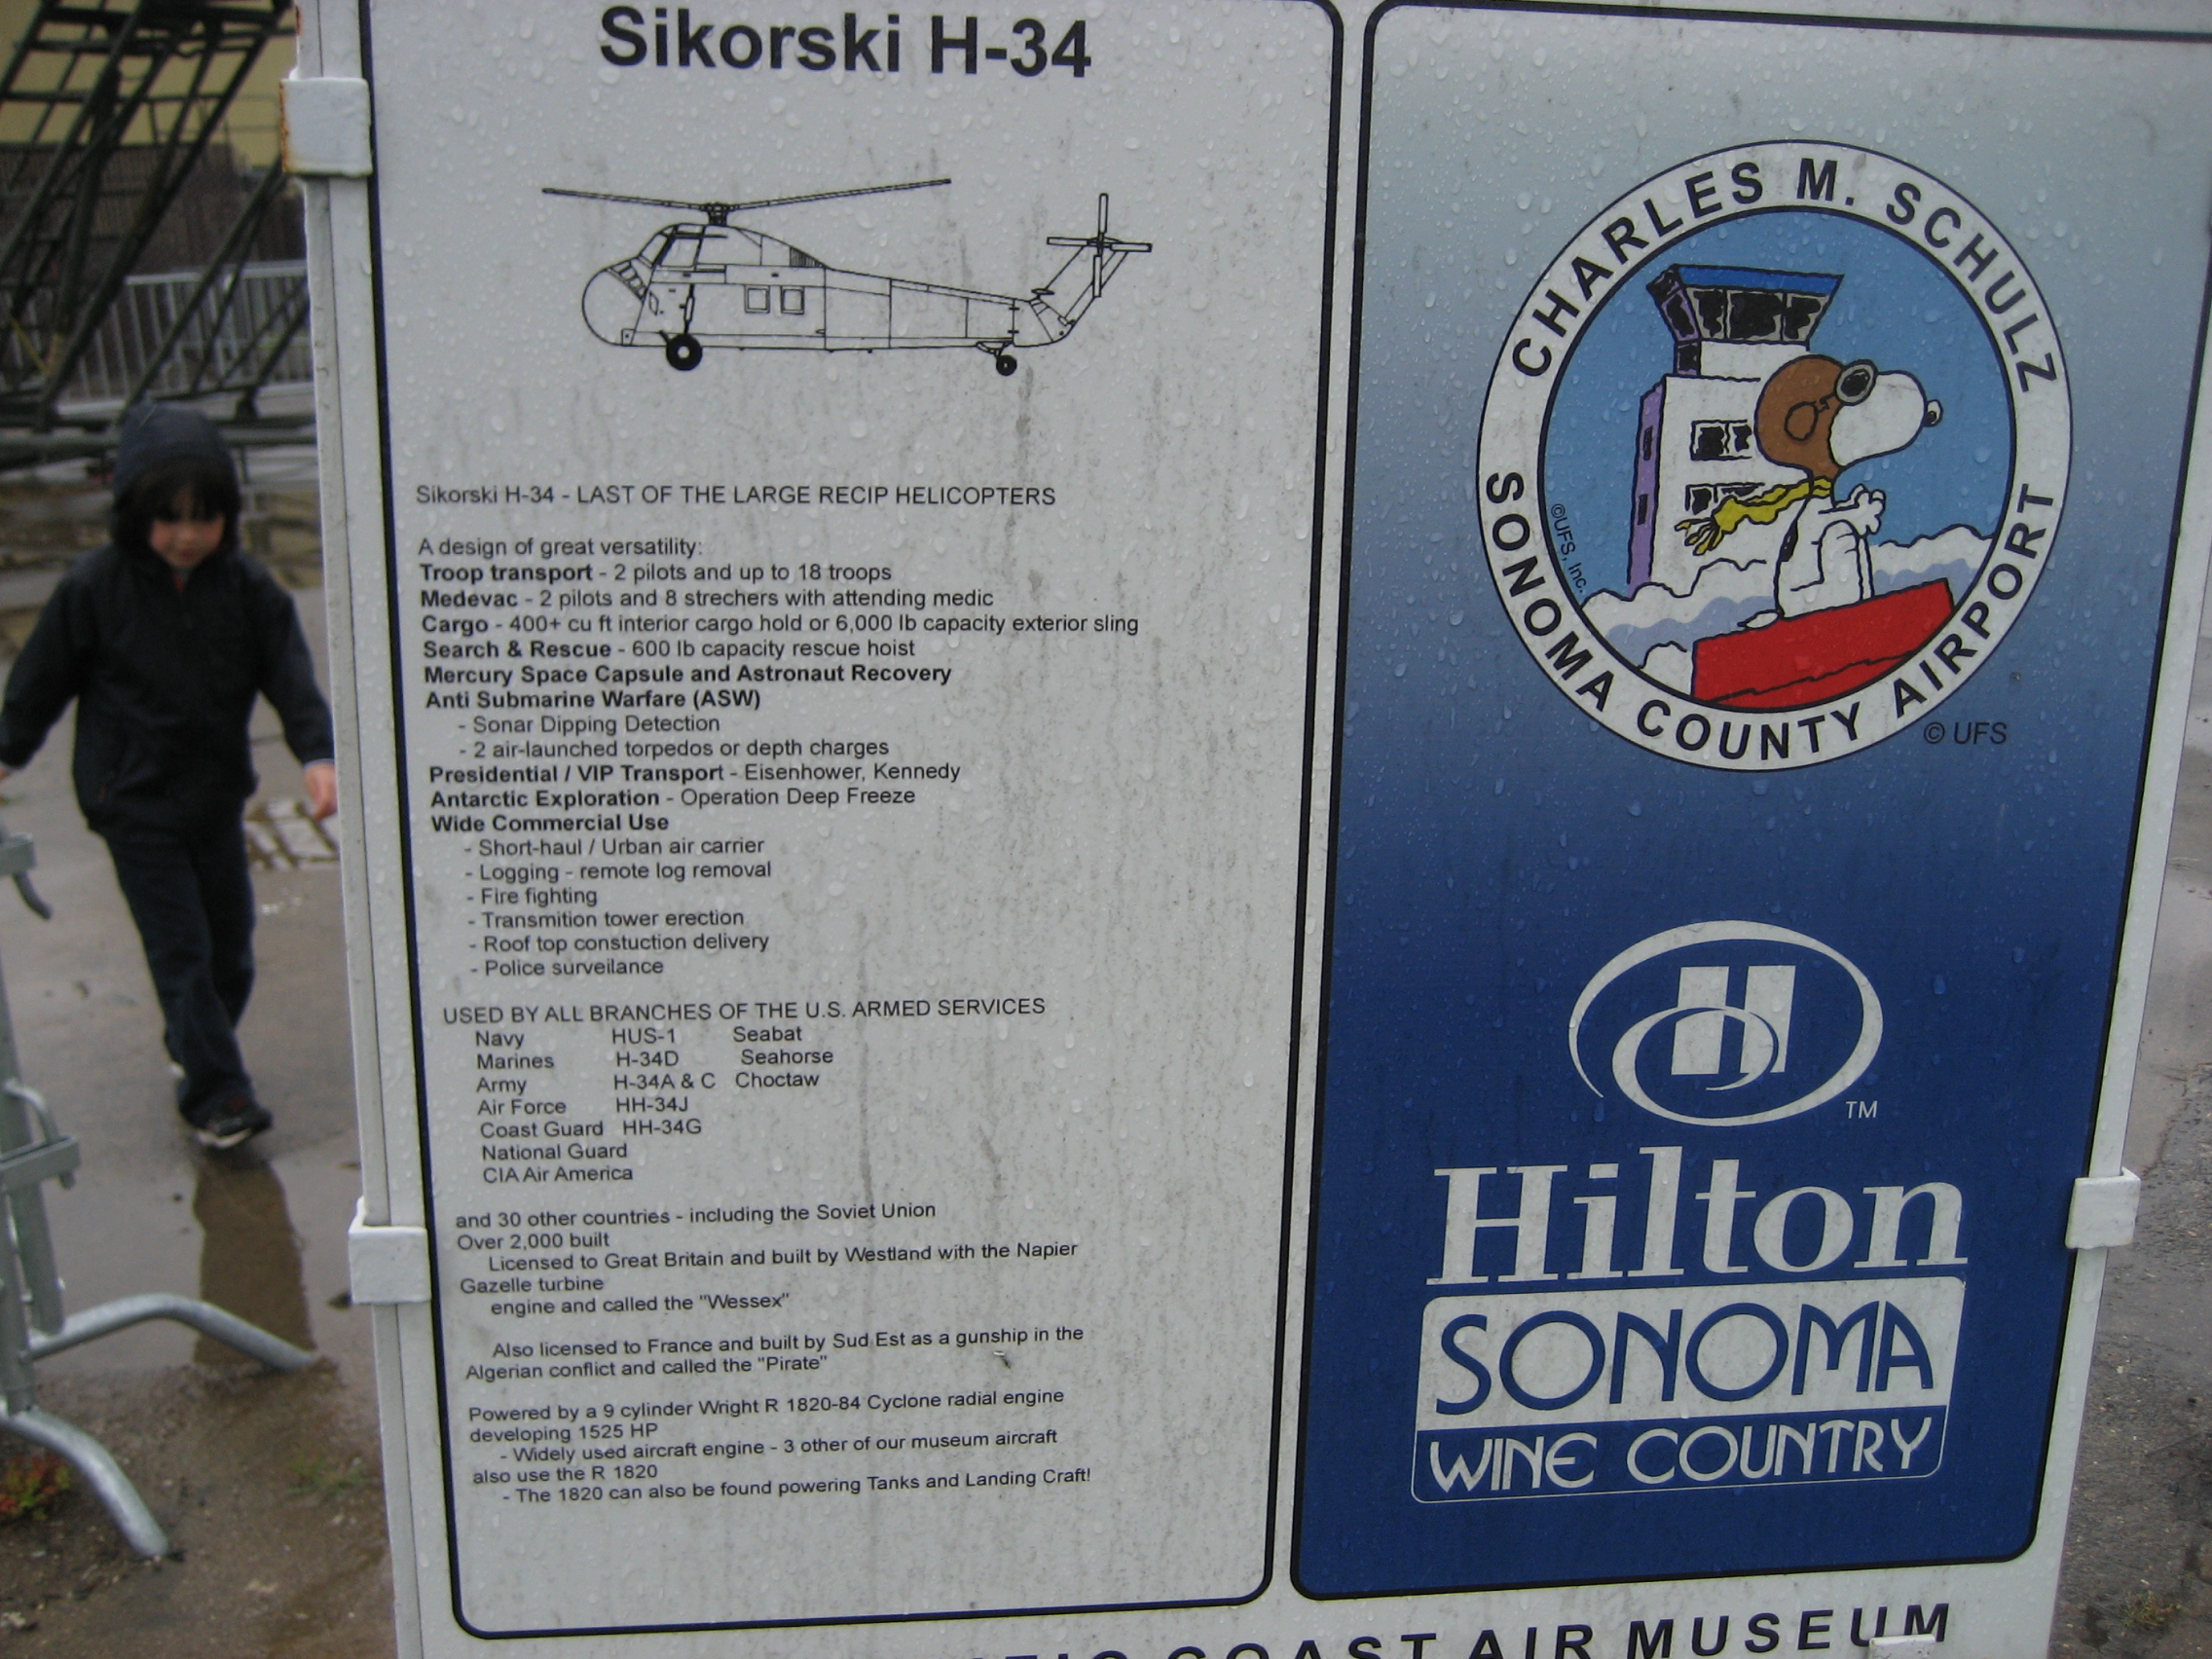 Sikorski H-34
Sikorski H-34 - LAST OF THE LARGE RECIP HELICOPTERS
A design of great versatility:
Troop transport - 2 pilots and up to 18 troops
Medevac - 2 pilots and 8 strechers with attending medic
Cargo - 400+ cu ft interior cargo hold or 6,000 lb capacity exterior sling
Search & Rescue - 600 lb capacity rescue hoist
Mercury Space Capsule and Astronaut Recovery
Anti Submarine Warfare (ASW)
- Sonar Dipping Detection
- 2 air-launched torpedos or depth charges
Presidential / VIP Transport - Eisenhower, Kennedy
Antarctic Exploration - Operation Deep Freeze
Wide Commercial Use
- Short-haul / Urban air carrier
- Logging - remote log removal
- Fire fighting
- Transmition tower erection
- Roof top constuction delivery
- Police surveilance
USED BY ALL BRANCHES OF THE U.S. ARMED SERVICES
Navy HUS-1 Seabat
Marines H-34D Seahorse
Army H-34A & C Choctaw
Air Force HH-34J
Coast Guard HH-34G
National Guard
CIA Air America
and 30 other countries - including the Soviet Union
Over 2,000 built
Licensed to Great Britain and built by Westland with the Napier
Gazelle turbine
engine and called the "Wessex"
Also licensed to France and built by Sud Est as a gunship in the
Algerian conflict and called the "Pirate"
Powered by a 9 cylinder Wright R 1820-84 Cyclone radial engine
developing 1525 HP
- Widely used aircraft engine - 3 other of our museum aircraft
also use the R 1820
- The 1820 can also be found powering Tanks and Landing Craft!
CHARLES M. SCHULZ
SONOMA COUNTY AIRPORT
©UFS, Inc.
© UFS
H
TM
Hilton
SONOMA
WINE COUNTRY
COAST AIR MUSEUM